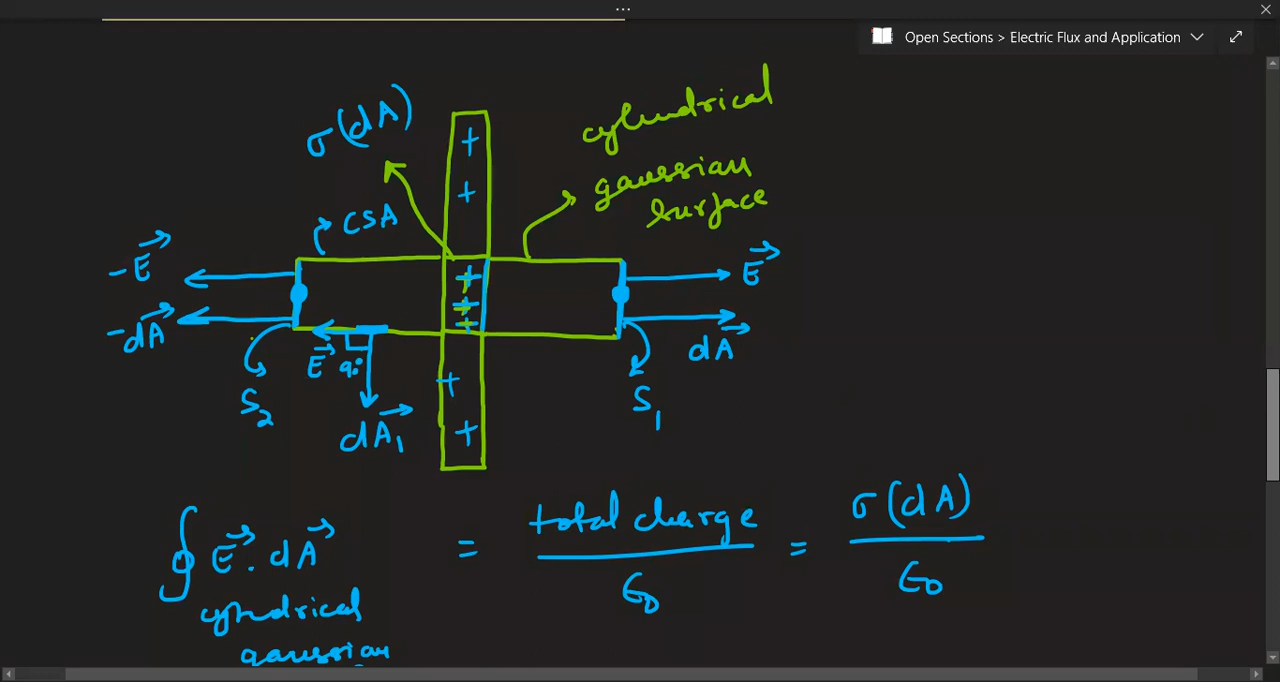 Open Sections > Electric Flux and Application
σ(dA)
cylindrical
gaussian
surface
CSA
+
+
-E⃗
+
+
+
E⃗
-dA⃗
dA⃗
E⃗ 90°
S₂
+
S₁
dA⃗₁
+
∮ E⃗ . dA⃗ = total charge / ε₀ = σ(dA) / ε₀
cylindrical
gaussian